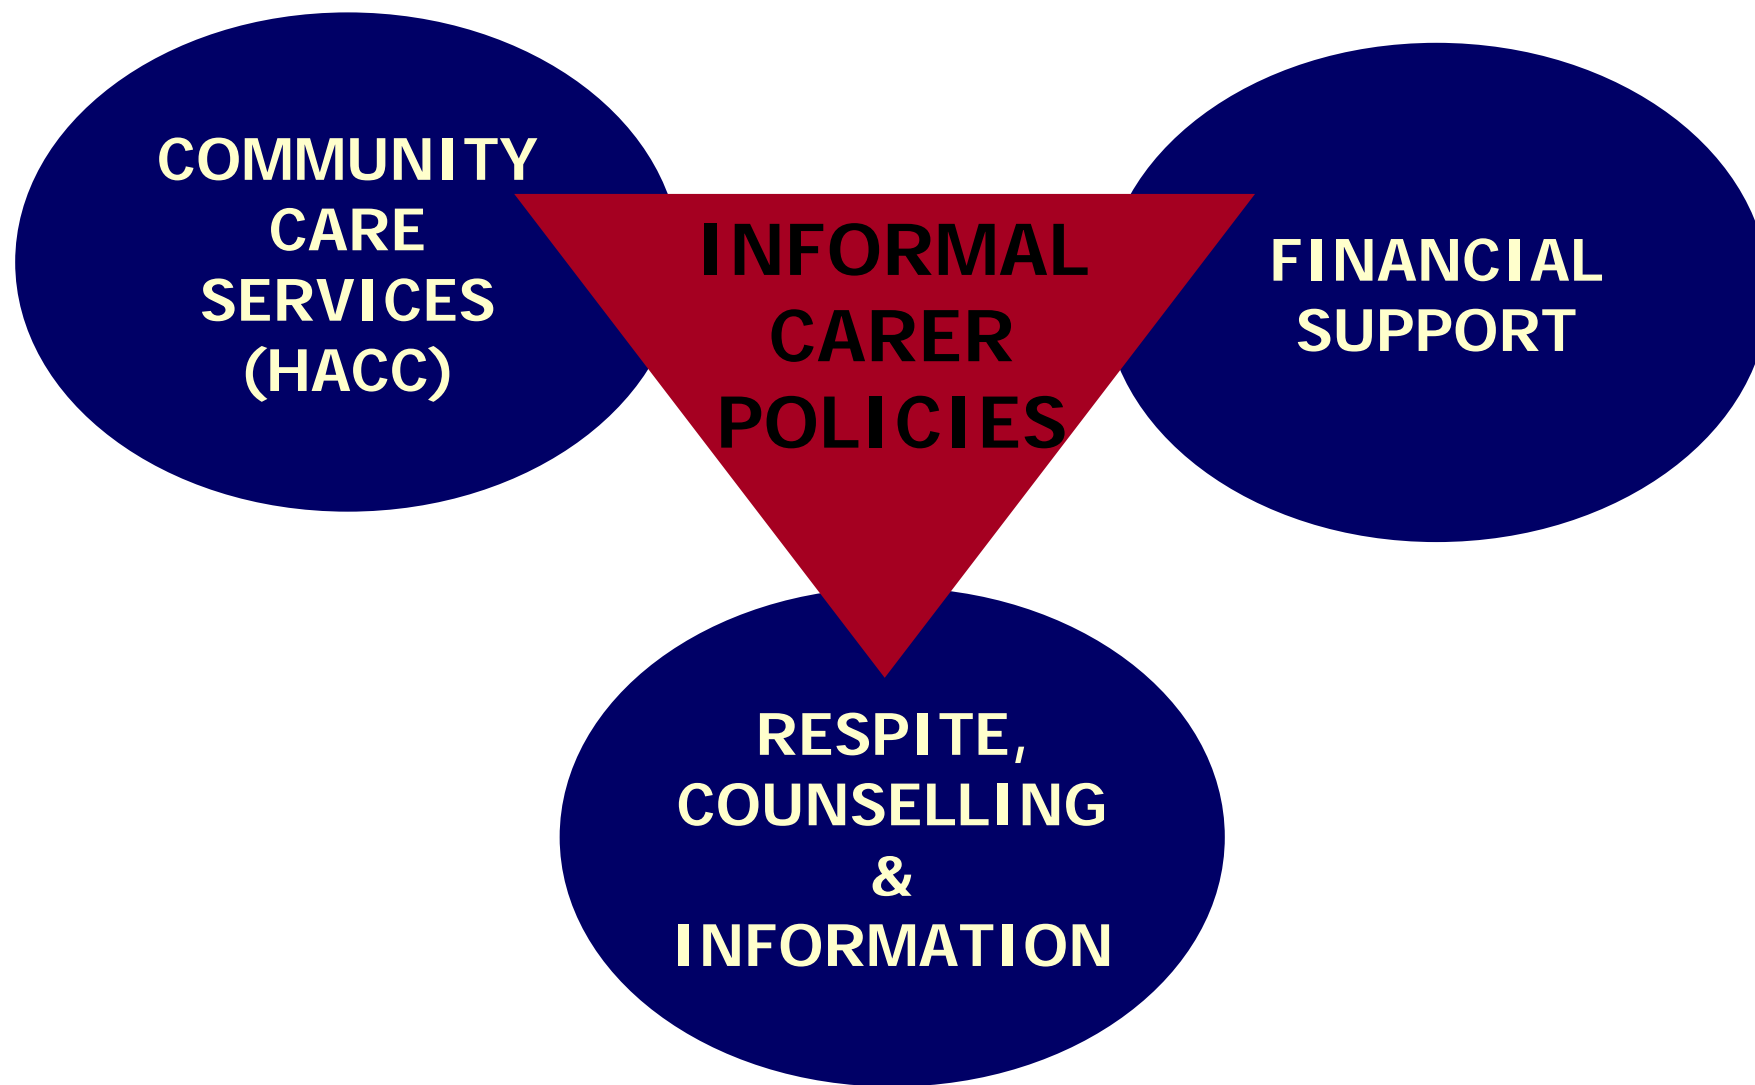 COMMUNITY
CARE
SERVICES
(HACC)
INFORMAL
CARER
POLICIES
FINANCIAL
SUPPORT
RESPITE,
COUNSELLING
&
INFORMATION